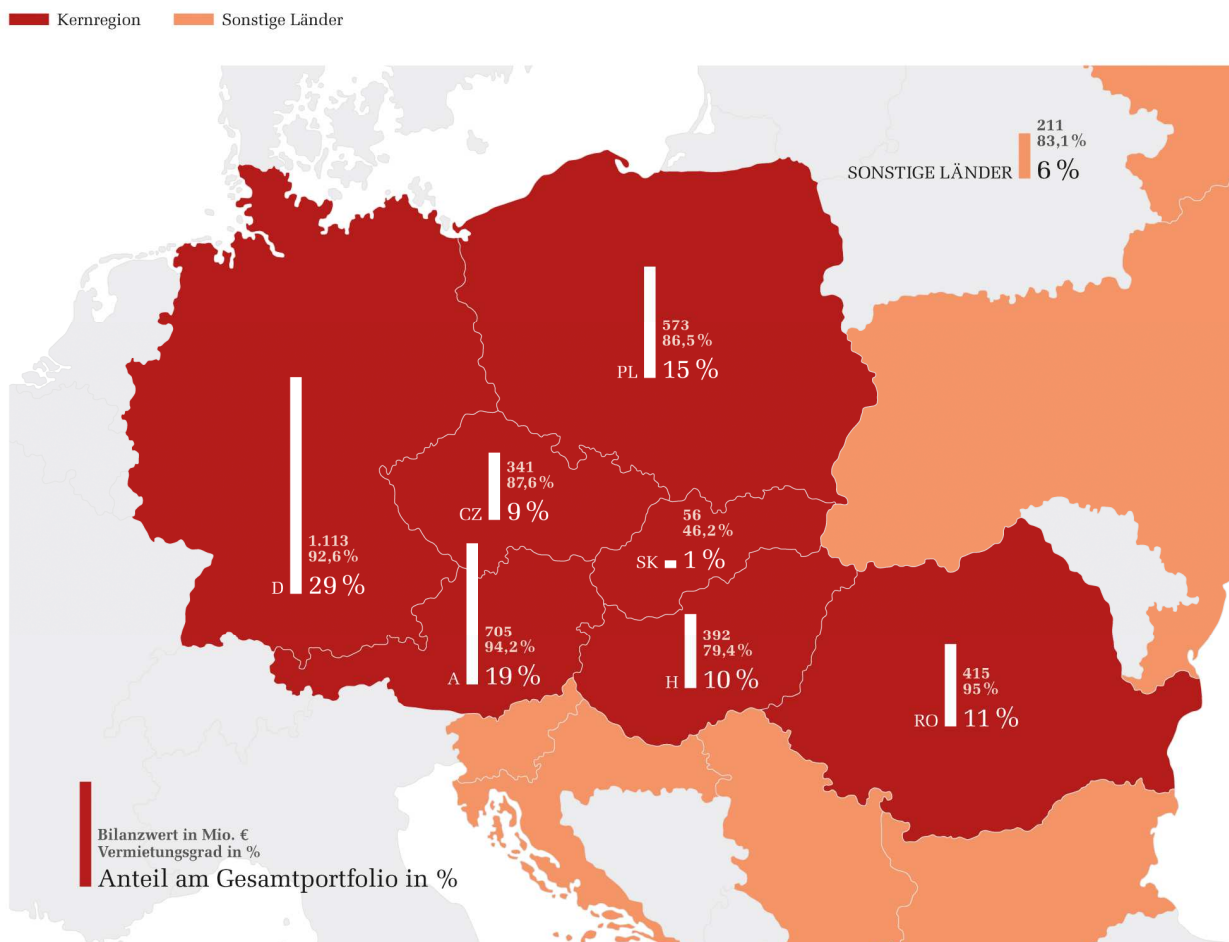 Kernregion
Sonstige Länder
211
83,1 %
SONSTIGE LÄNDER 6 %
573
86,5 %
PL 15 %
341
87,6 %
CZ 9 %
56
46,2 %
SK 1 %
1.113
92,6 %
D 29 %
705
94,2 %
A 19 %
392
79,4 %
H 10 %
415
95 %
RO 11 %
Bilanzwert in Mio. €
Vermietungsgrad in %
Anteil am Gesamtportfolio in %